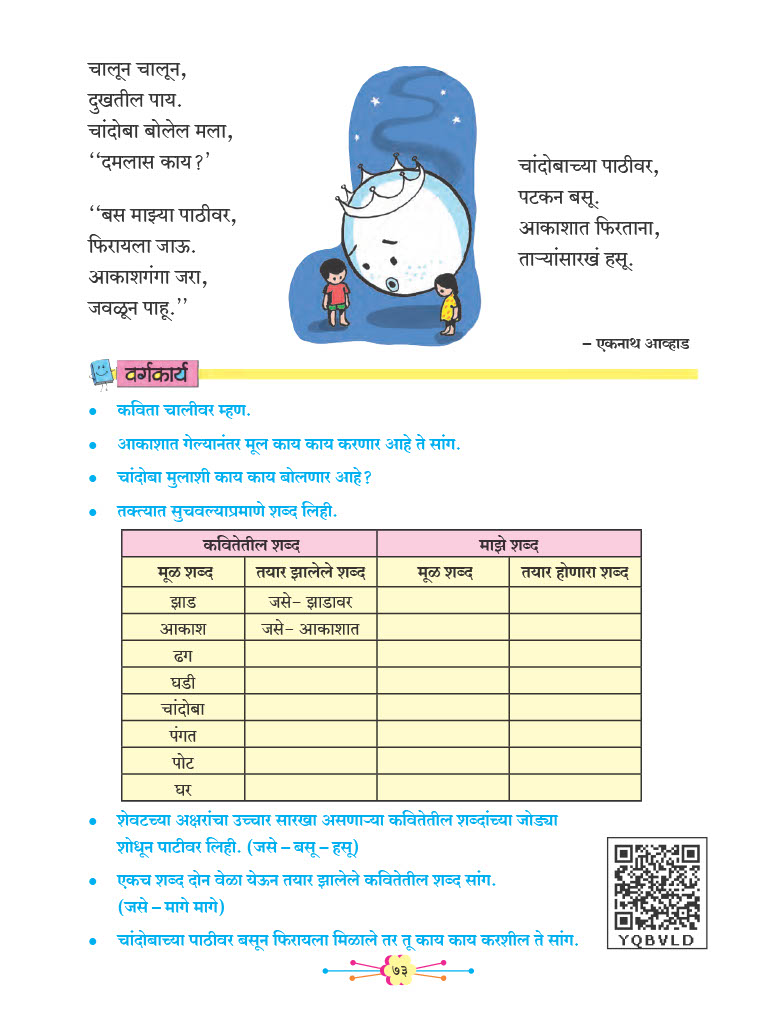 चालून चालून,
दुखतील पाय.
चांदोबा बोलेल मला,
‘‘दमलास काय?’
‘‘बस माझ्या पाठीवर,
फिरायला जाऊ.
आकाशगंगा जरा,
जवळून पाहू.’’
चांदोबाच्या पाठीवर,
पटकन बसू.
आकाशात फिरताना,
ताऱ्यांसारखं हसू.
– एकनाथ आव्हाड
वर्गकार्य
• कविता चालीवर म्हण.
• आकाशात गेल्यानंतर मूल काय काय करणार आहे ते सांग.
• चांदोबा मुलाशी काय काय बोलणार आहे?
• तक्त्यात सुचवल्याप्रमाणे शब्द लिही.
कवितेतील शब्द माझे शब्द
मूळ शब्द तयार झालेले शब्द मूळ शब्द तयार होणारा शब्द
झाड जसे– झाडावर
आकाश जसे– आकाशात
ढग
घडी
चांदोबा
पंगत
पोट
घर
• शेवटच्या अक्षरांचा उच्चार सारखा असणाऱ्या कवितेतील शब्दांच्या जोड्या
शोधून पाटीवर लिही. (जसे – बसू – हसू)
• एकच शब्द दोन वेळा येऊन तयार झालेले कवितेतील शब्द सांग.
(जसे – मागे मागे)
• चांदोबाच्या पाठीवर बसून फिरायला मिळाले तर तू काय काय करशील ते सांग.
YQBVLD
७३